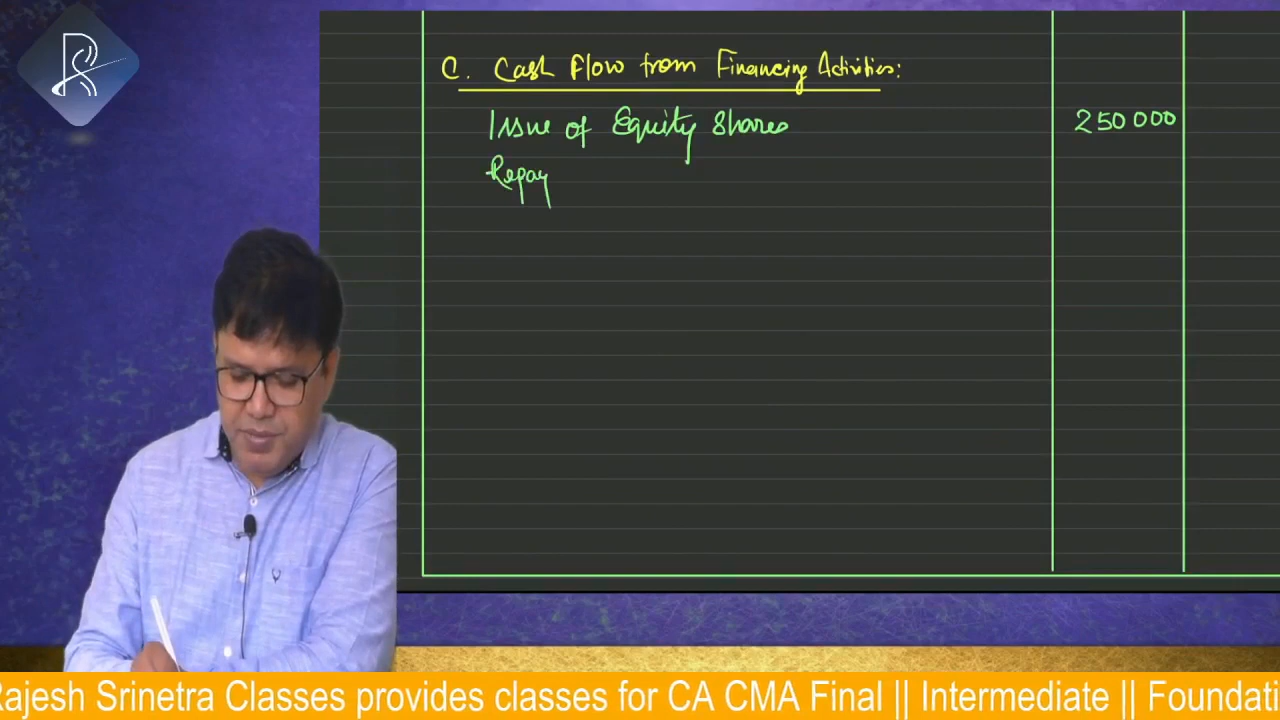 C. Cash Flow from Financing Activities:
Issue of Equity Shares 250000
Repay
Rajesh Srinetra Classes provides classes for CA CMA Final || Intermediate || Foundati